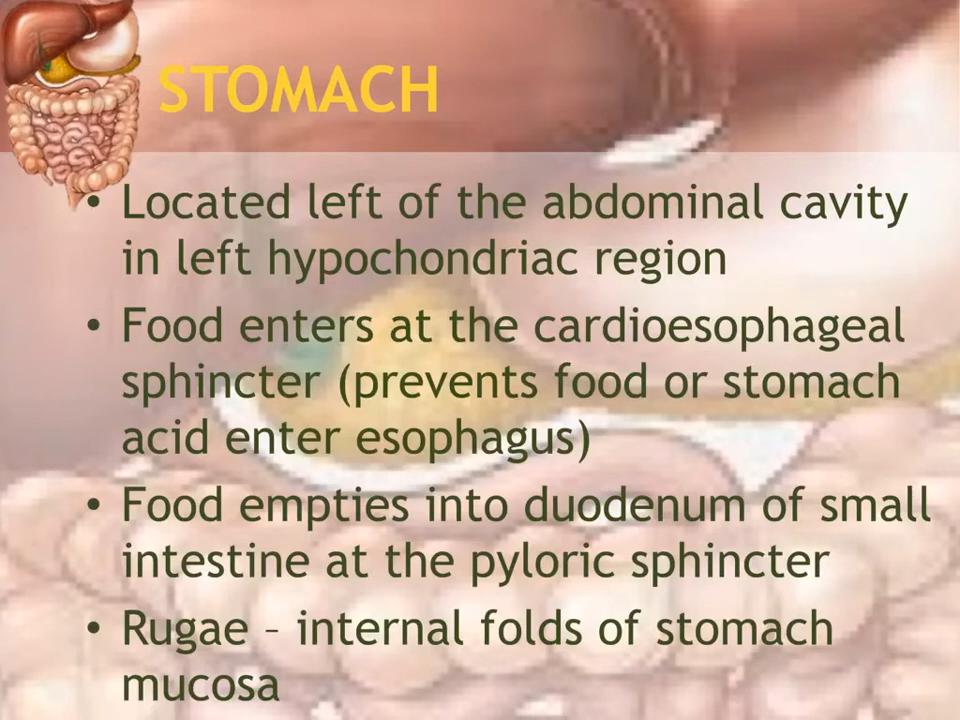 STOMACH
• Located left of the abdominal cavity
in left hypochondriac region
• Food enters at the cardioesophageal
sphincter (prevents food or stomach
acid enter esophagus)
• Food empties into duodenum of small
intestine at the pyloric sphincter
• Rugae – internal folds of stomach
mucosa